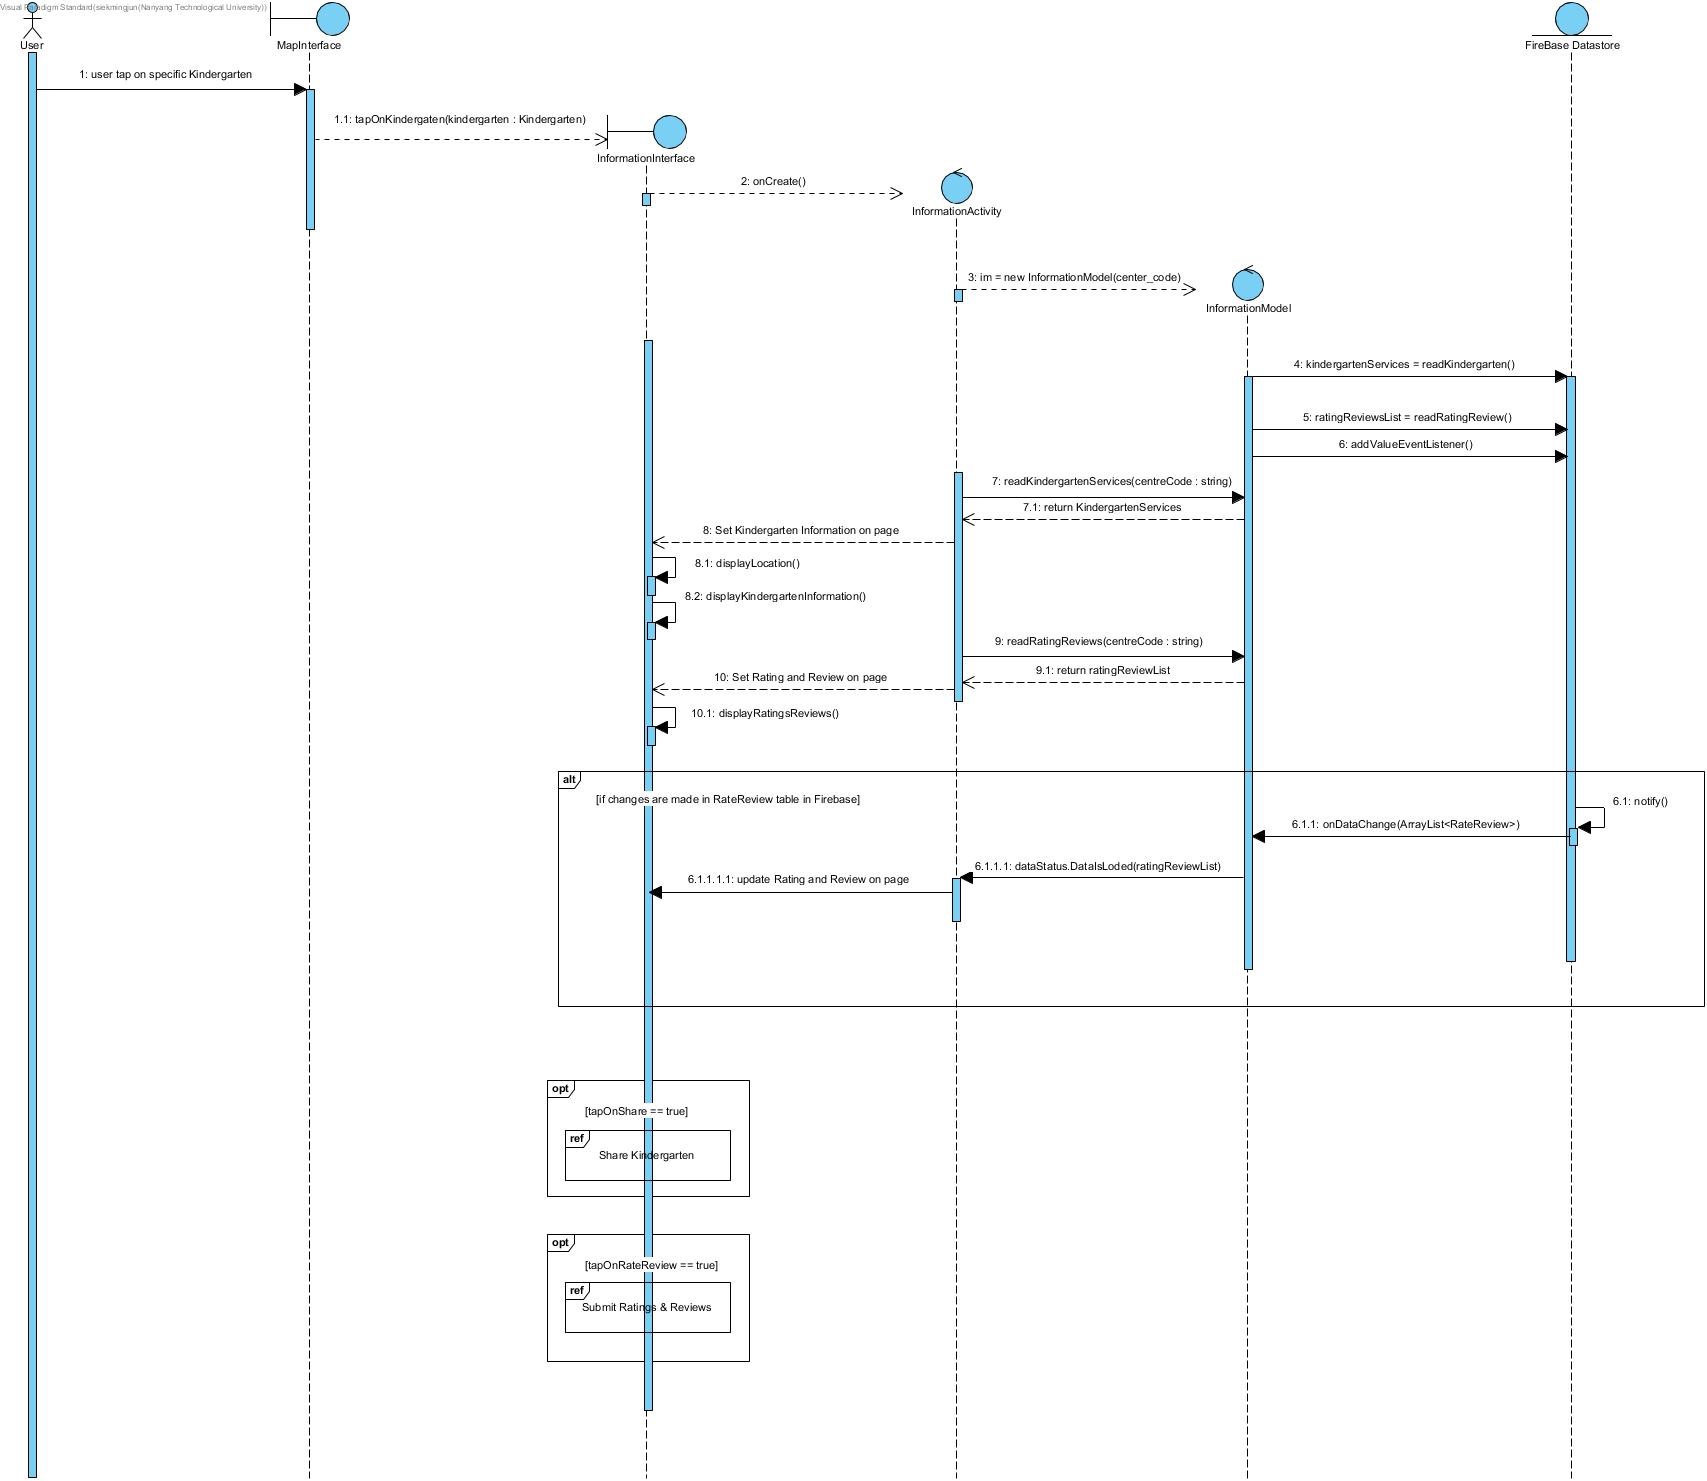 Visual Paradigm Standard(siekmingjun(Nanyang Technological University))
User
MapInterface
FireBase Datastore
1: user tap on specific Kindergarten
1.1: tapOnKindergaten(kindergarten : Kindergarten)
InformationInterface
2: onCreate()
InformationActivity
3: im = new InformationModel(center_code)
InformationModel
4: kindergartenServices = readKindergarten()
5: ratingReviewsList = readRatingReview()
6: addValueEventListener()
7: readKindergartenServices(centreCode : string)
7.1: return KindergartenServices
8: Set Kindergarten Information on page
8.1: displayLocation()
8.2: displayKindergartenInformation()
9: readRatingReviews(centreCode : string)
9.1: return ratingReviewList
10: Set Rating and Review on page
10.1: displayRatingsReviews()
alt
[if changes are made in RateReview table in Firebase]
6.1: notify()
6.1.1: onDataChange(ArrayList<RateReview>)
6.1.1.1: dataStatus.DataIsLoded(ratingReviewList)
6.1.1.1.1: update Rating and Review on page
opt
[tapOnShare == true]
ref
Share Kindergarten
opt
[tapOnRateReview == true]
ref
Submit Ratings & Reviews